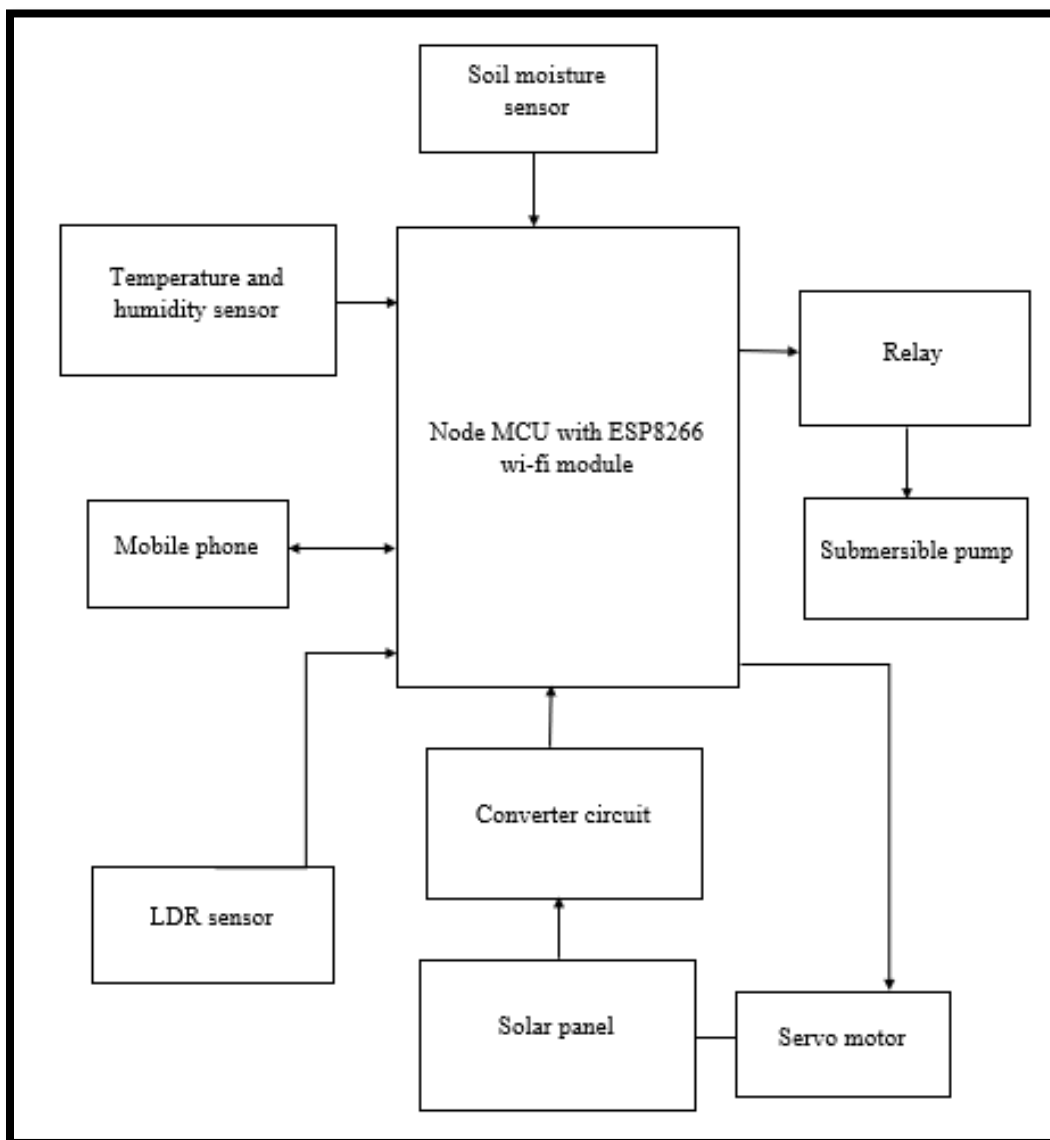 Soil moisture
sensor
Temperature and
humidity sensor
Relay
Node MCU with ESP8266
wi-fi module
Mobile phone
Submersible pump
Converter circuit
LDR sensor
Solar panel
Servo motor